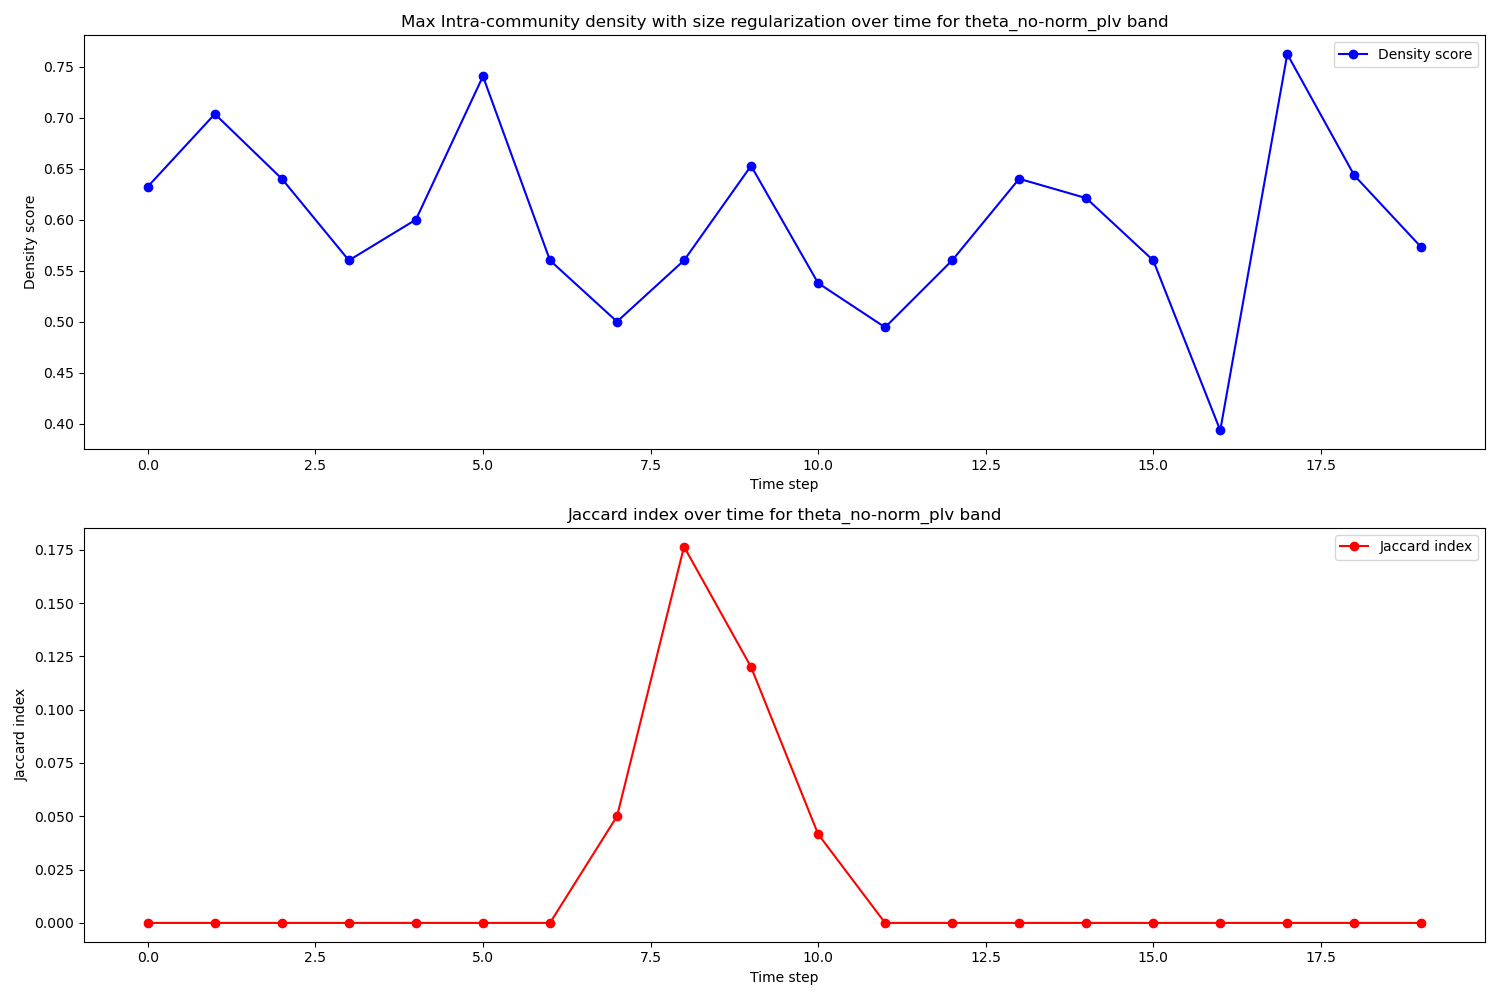 Max Intra-community density with size regularization over time for theta_no-norm_plv band
Density score
0.75
0.70
0.65
0.60
0.55
0.50
0.45
0.40
Density score
0.0 2.5 5.0 7.5 10.0 12.5 15.0 17.5
Time step
Jaccard index over time for theta_no-norm_plv band
Jaccard index
0.175
0.150
0.125
0.100
0.075
0.050
0.025
0.000
Jaccard index
0.0 2.5 5.0 7.5 10.0 12.5 15.0 17.5
Time step